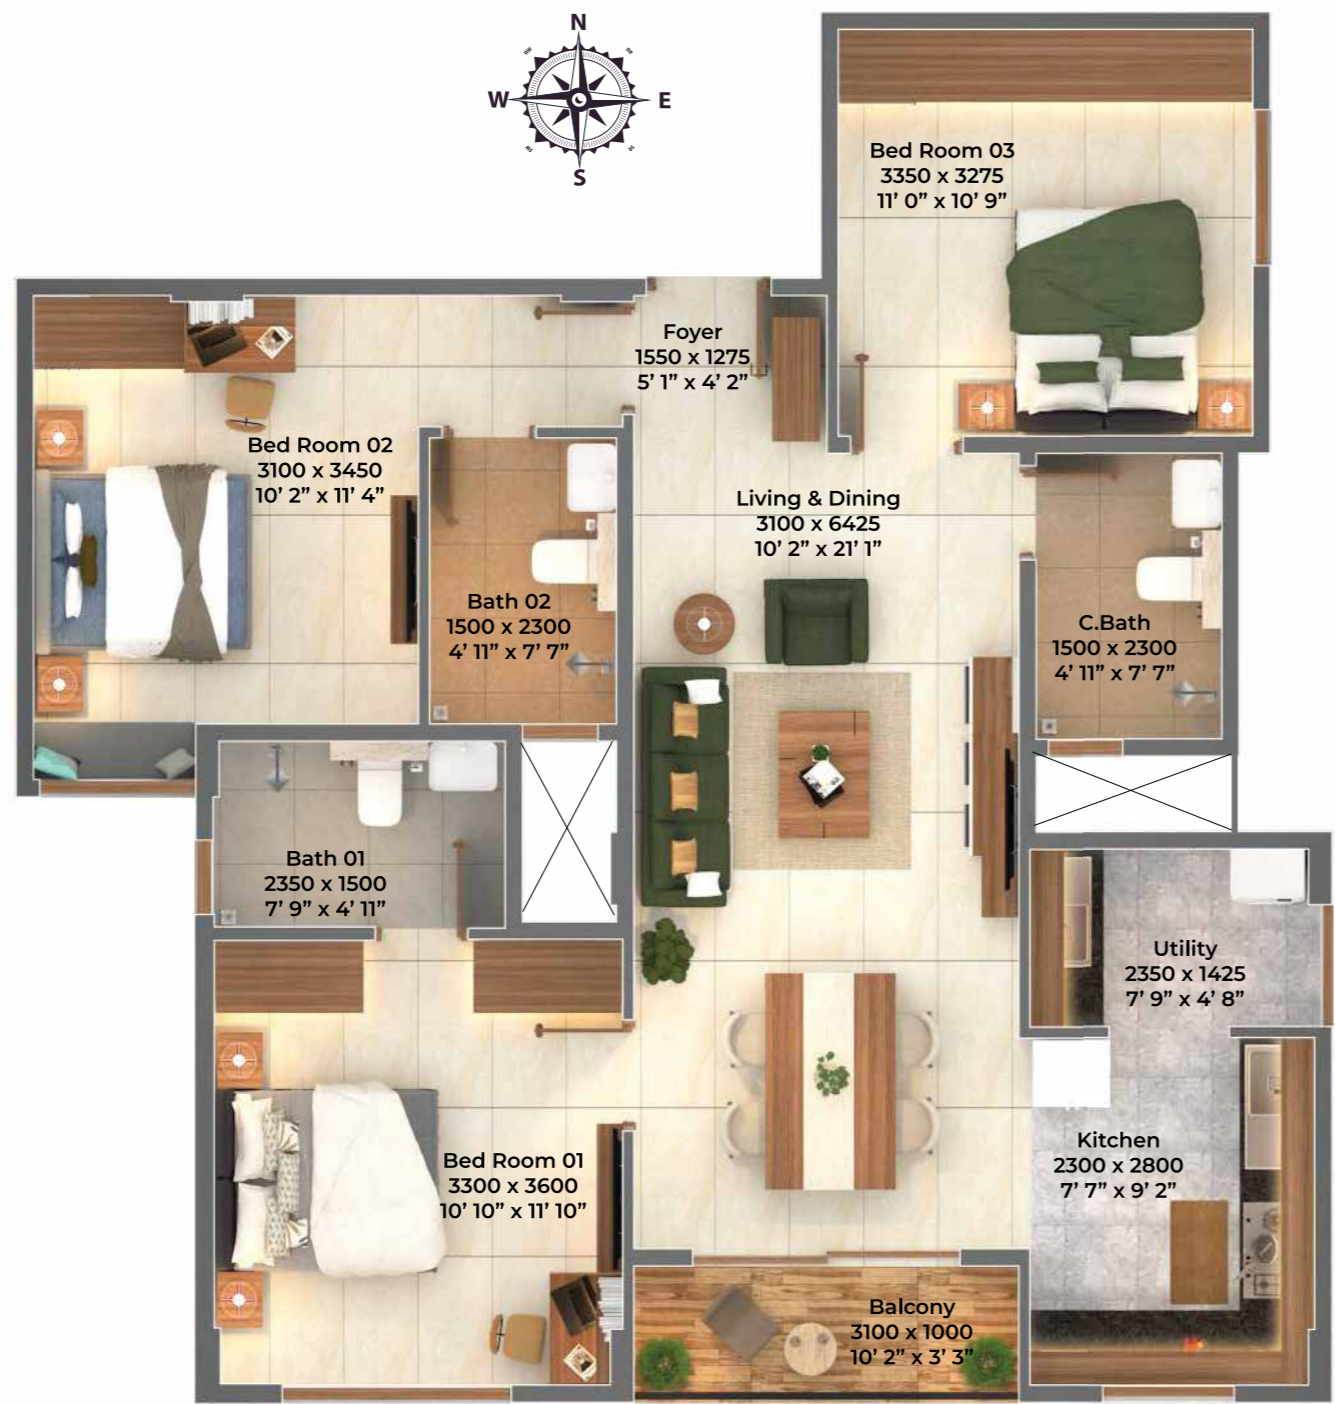 N
W
E
S
Bed Room 03
3350 x 3275
11’ 0” x 10’ 9”
Foyer
1550 x 1275
5’ 1” x 4’ 2”
Bed Room 02
3100 x 3450
10’ 2” x 11’ 4”
Living & Dining
3100 x 6425
10’ 2” x 21’ 1”
Bath 02
1500 x 2300
4’ 11” x 7’ 7”
C.Bath
1500 x 2300
4’ 11” x 7’ 7”
Bath 01
2350 x 1500
7’ 9” x 4’ 11”
Utility
2350 x 1425
7’ 9” x 4’ 8”
Kitchen
2300 x 2800
7’ 7” x 9’ 2”
Bed Room 01
3300 x 3600
10’ 10” x 11’ 10”
Balcony
3100 x 1000
10’ 2” x 3’ 3”